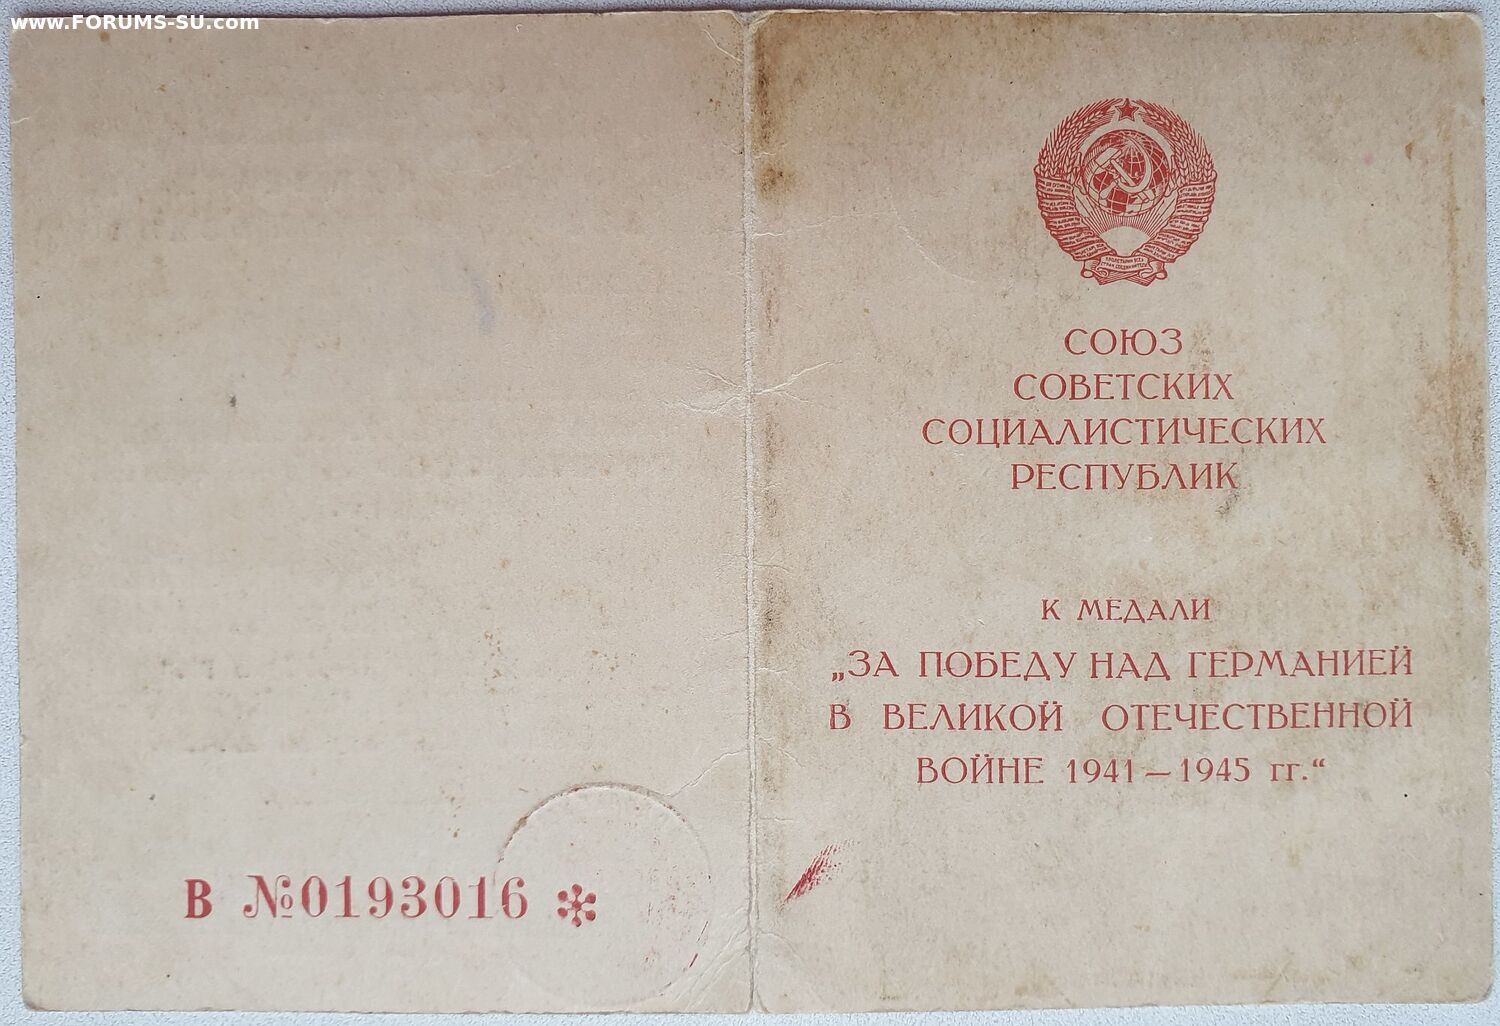 www.FORUMS-SU.com
СОЮЗ
СОВЕТСКИХ
СОЦИАЛИСТИЧЕСКИХ
РЕСПУБЛИК
К МЕДАЛИ
„ЗА ПОБЕДУ НАД ГЕРМАНИЕЙ
В ВЕЛИКОЙ ОТЕЧЕСТВЕННОЙ
ВОЙНЕ 1941 — 1945 гг.“
В №0193016 *